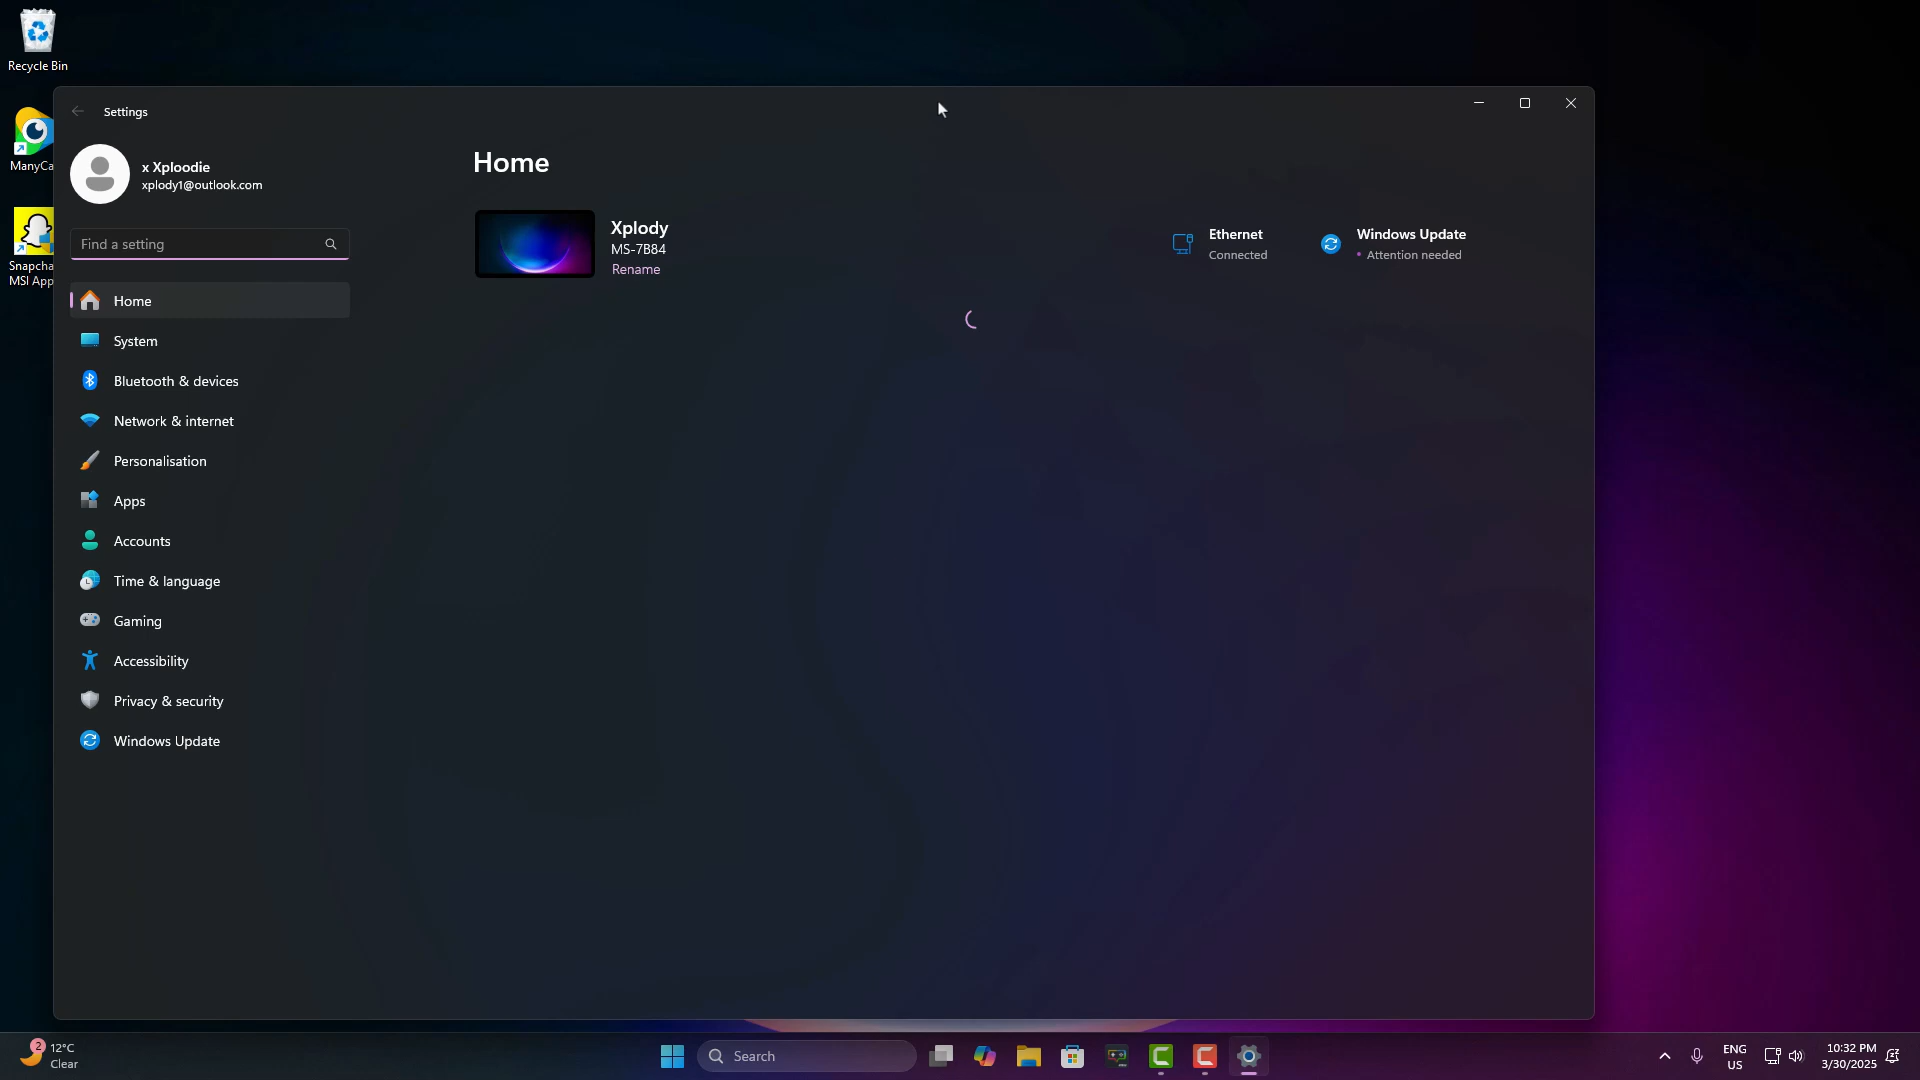 Recycle Bin
ManyCa
Snapcha
MSI App
Settings
x Xploodie
xplody1@outlook.com
Find a setting
Home
System
Bluetooth & devices
Network & internet
Personalisation
Apps
Accounts
Time & language
Gaming
Accessibility
Privacy & security
Windows Update
Home
Xplody
MS-7B84
Rename
Ethernet
Connected
Windows Update
Attention needed
2
12°C
Clear
Search
ENG
US
10:32 PM
3/30/2025